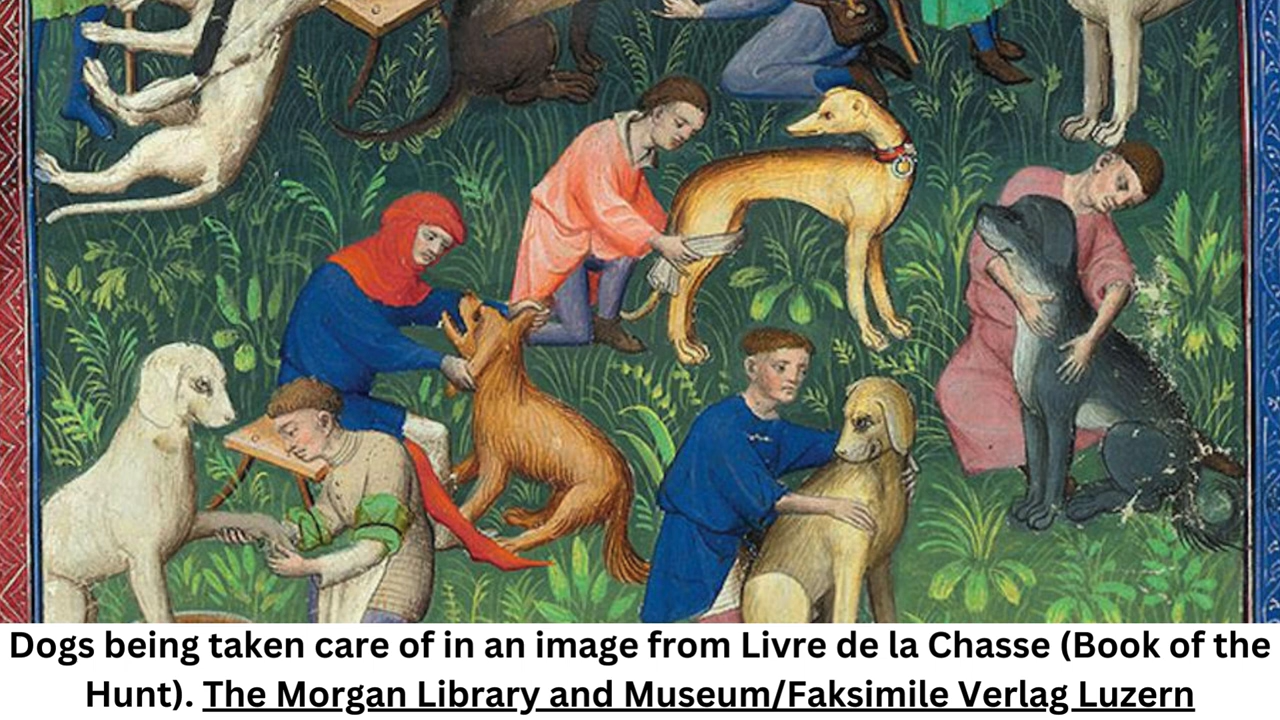 Dogs being taken care of in an image from Livre de la Chasse (Book of the
Hunt). The Morgan Library and Museum/Faksimile Verlag Luzern